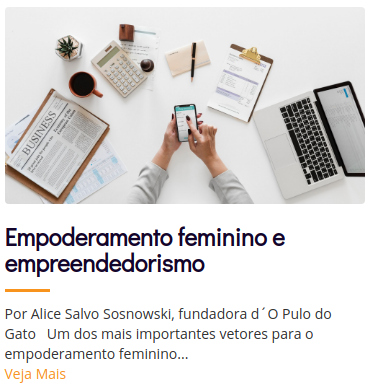 BUSINESS
Empoderamento feminino e
empreendedorismo
Por Alice Salvo Sosnowski, fundadora d´O Pulo do
Gato   Um dos mais importantes vetores para o
empoderamento feminino...
Veja Mais